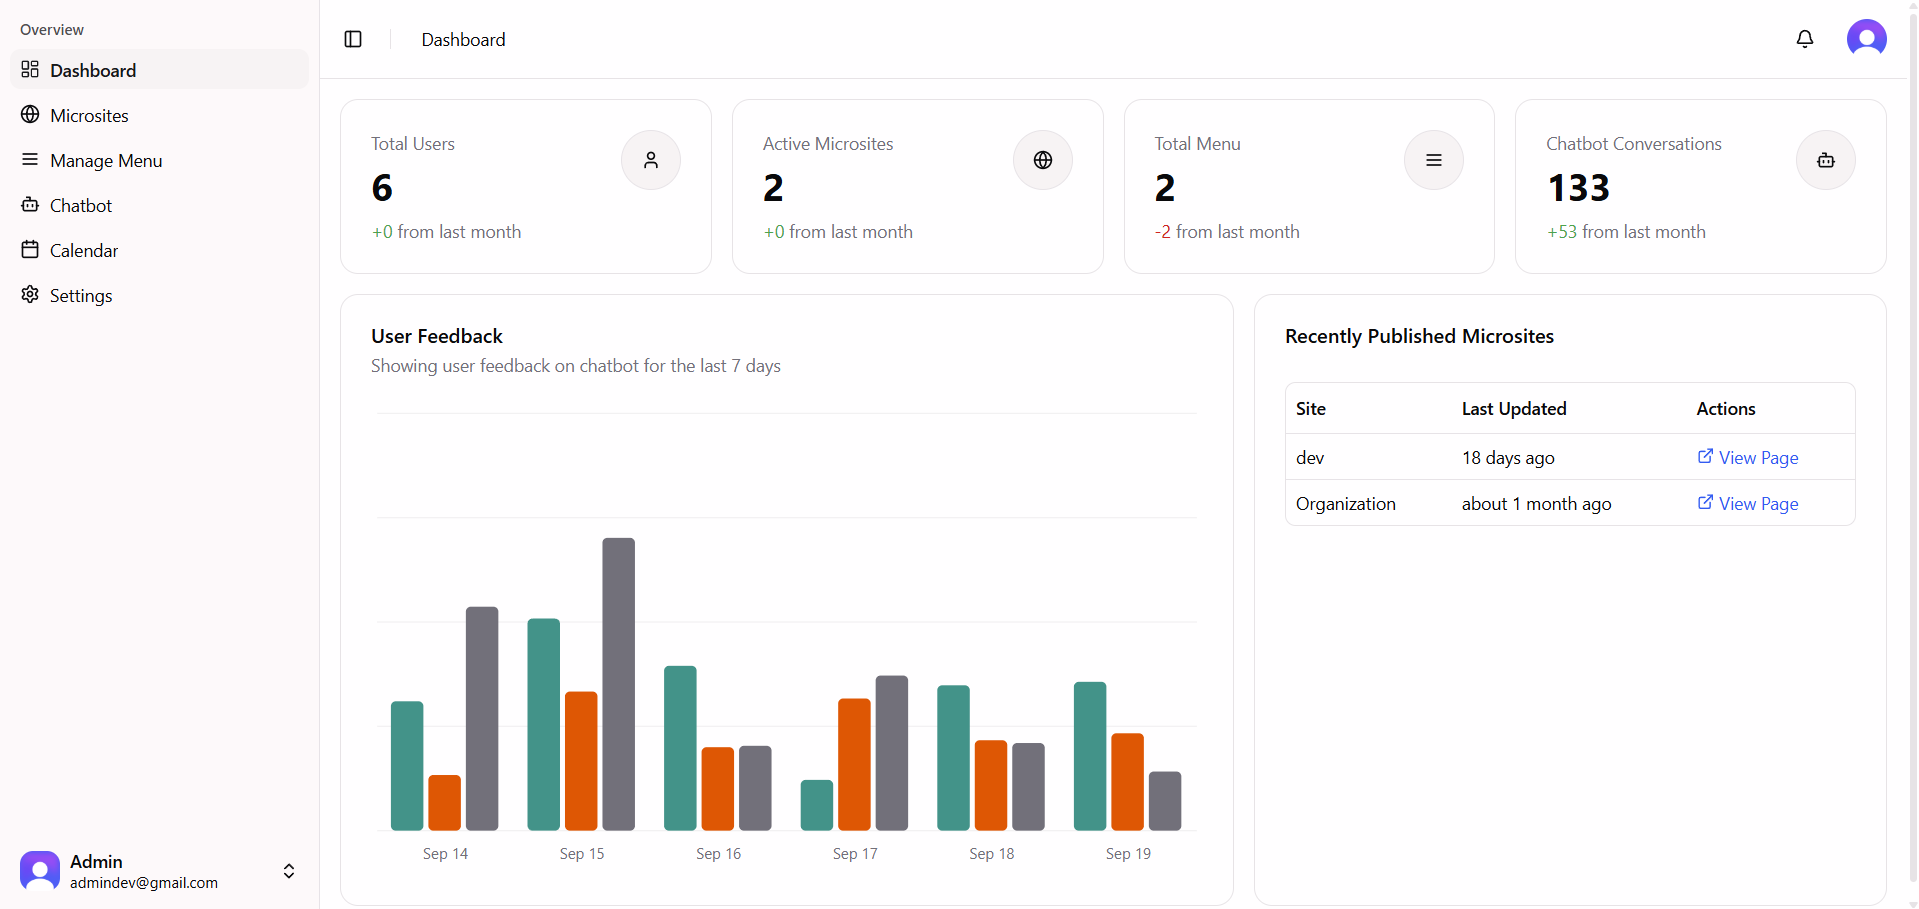 Overview
Dashboard
Microsites
Manage Menu
Chatbot
Calendar
Settings
Admin
admindev@gmail.com
Dashboard
Total Users
6
+0 from last month
Active Microsites
2
+0 from last month
Total Menu
2
-2 from last month
Chatbot Conversations
133
+53 from last month
User Feedback
Showing user feedback on chatbot for the last 7 days
Sep 14 Sep 15 Sep 16 Sep 17 Sep 18 Sep 19
Recently Published Microsites
Site Last Updated Actions
dev 18 days ago View Page
Organization about 1 month ago View Page